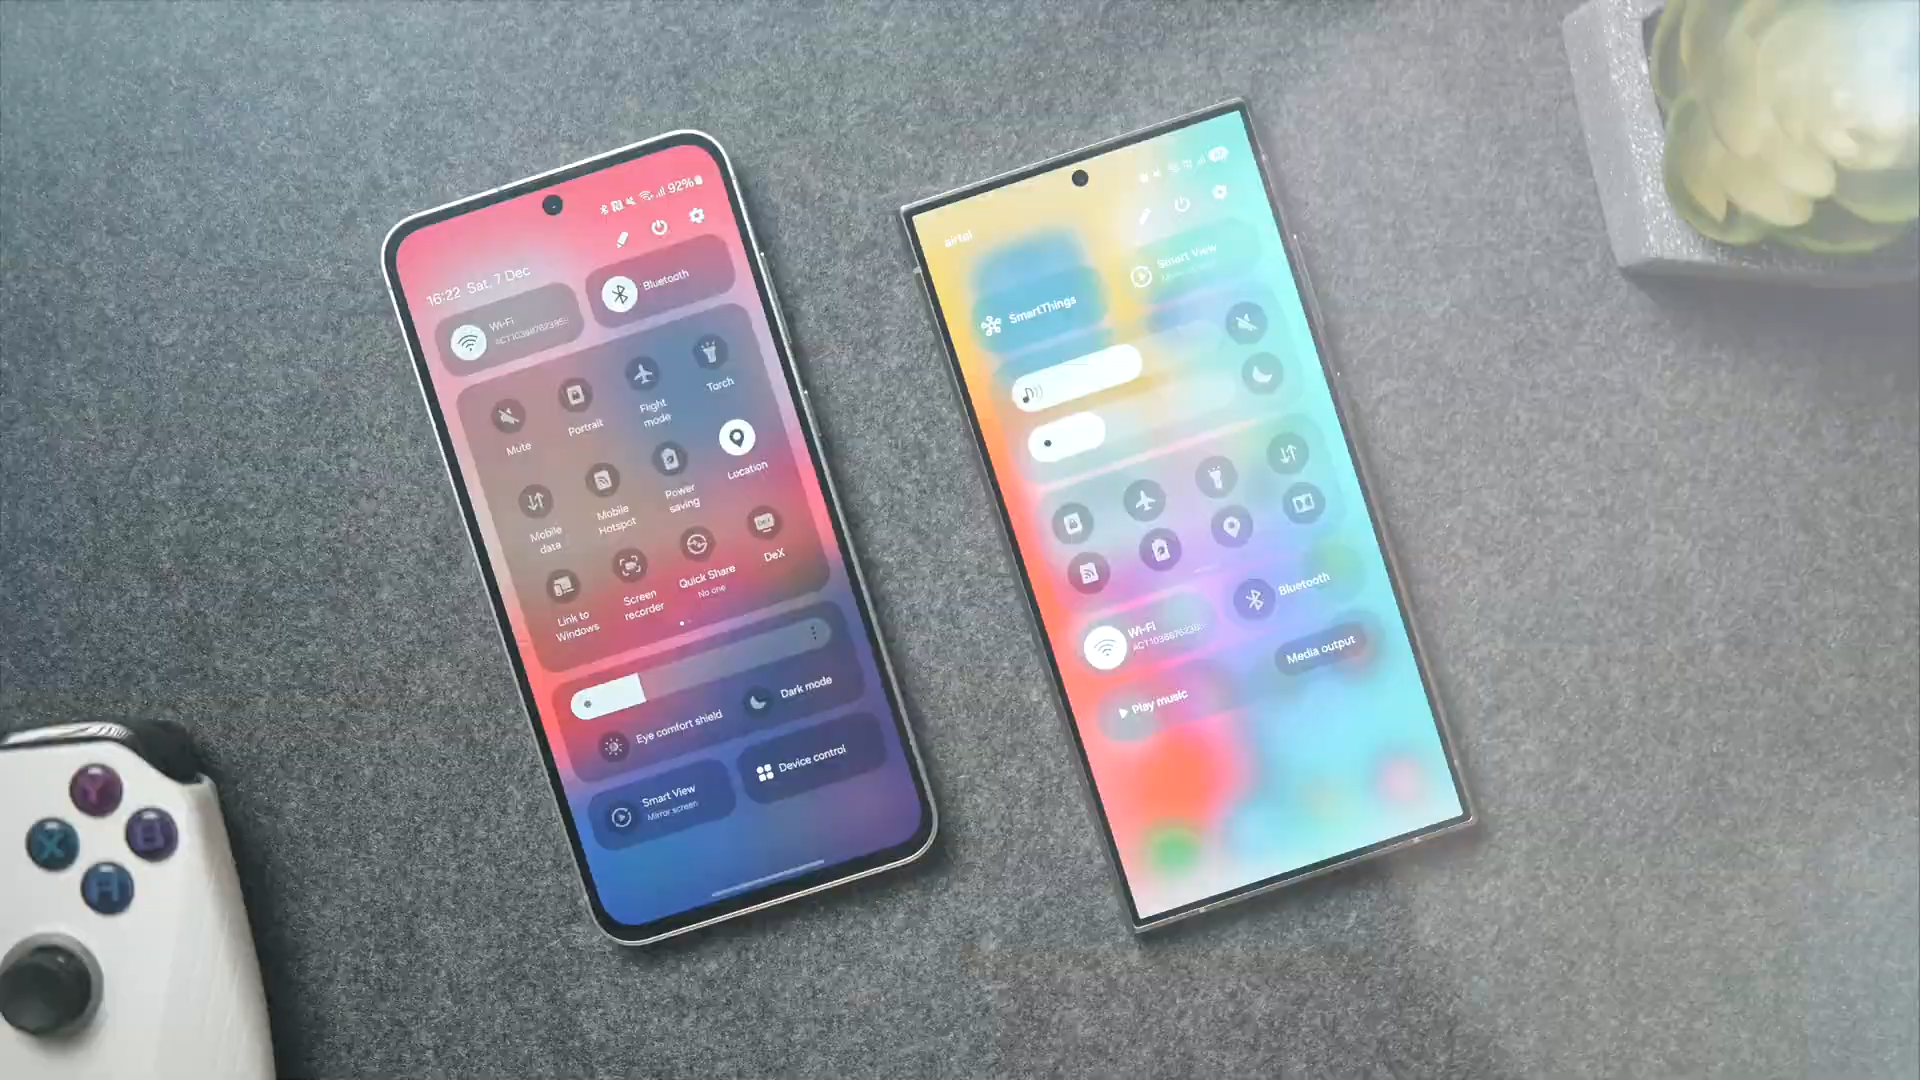 92%
16:22 Sat, 7 Dec
Wi-Fi
Bluetooth
Mute
Portrait
Flight
mode
Torch
Mobile
data
Mobile
Hotspot
Power
saving
Location
Link to
Windows
Screen
recorder
Quick Share
No one
DeX
Eye comfort shield
Dark mode
Smart View
Mirror screen
Device control
airtel
SmartThings
Smart View
Wi-Fi
Bluetooth
Play music
Media output
Y
X
B
A